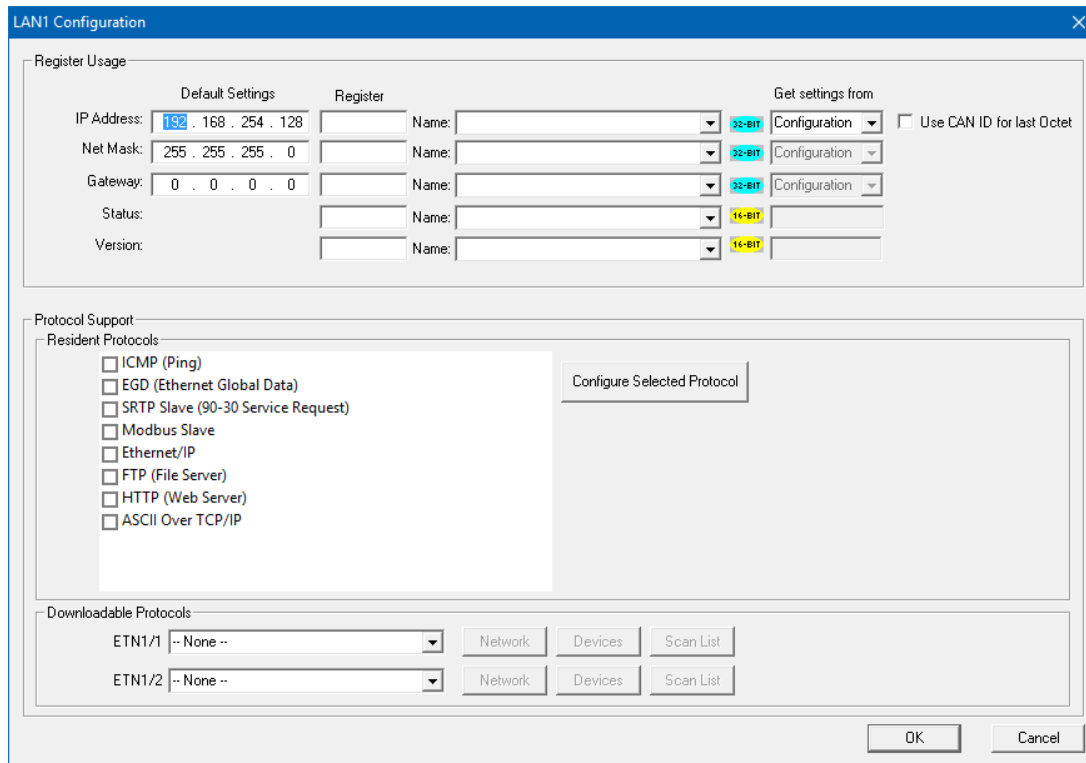 LAN1 Configuration
Register Usage
Default Settings Register Get settings from
IP Address: 192 . 168 . 254 . 128 Name: 32-BIT Configuration Use CAN ID for last Octet
Net Mask: 255 . 255 . 255 . 0 Name: 32-BIT Configuration
Gateway: 0 . 0 . 0 . 0 Name: 32-BIT Configuration
Status: Name: 16-BIT
Version: Name: 16-BIT
Protocol Support
Resident Protocols
ICMP (Ping)
EGD (Ethernet Global Data)
SRTP Slave (90-30 Service Request)
Modbus Slave
Ethernet/IP
FTP (File Server)
HTTP (Web Server)
ASCII Over TCP/IP
Configure Selected Protocol
Downloadable Protocols
ETN1/1 -- None -- Network Devices Scan List
ETN1/2 -- None -- Network Devices Scan List
OK Cancel